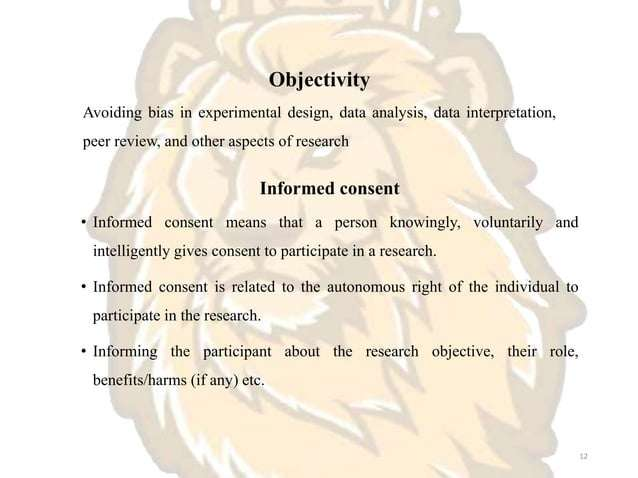 Objectivity
Avoiding bias in experimental design, data analysis, data interpretation,
peer review, and other aspects of research
Informed consent
• Informed consent means that a person knowingly, voluntarily and
intelligently gives consent to participate in a research.
• Informed consent is related to the autonomous right of the individual to
participate in the research.
• Informing the participant about the research objective, their role,
benefits/harms (if any) etc.
12